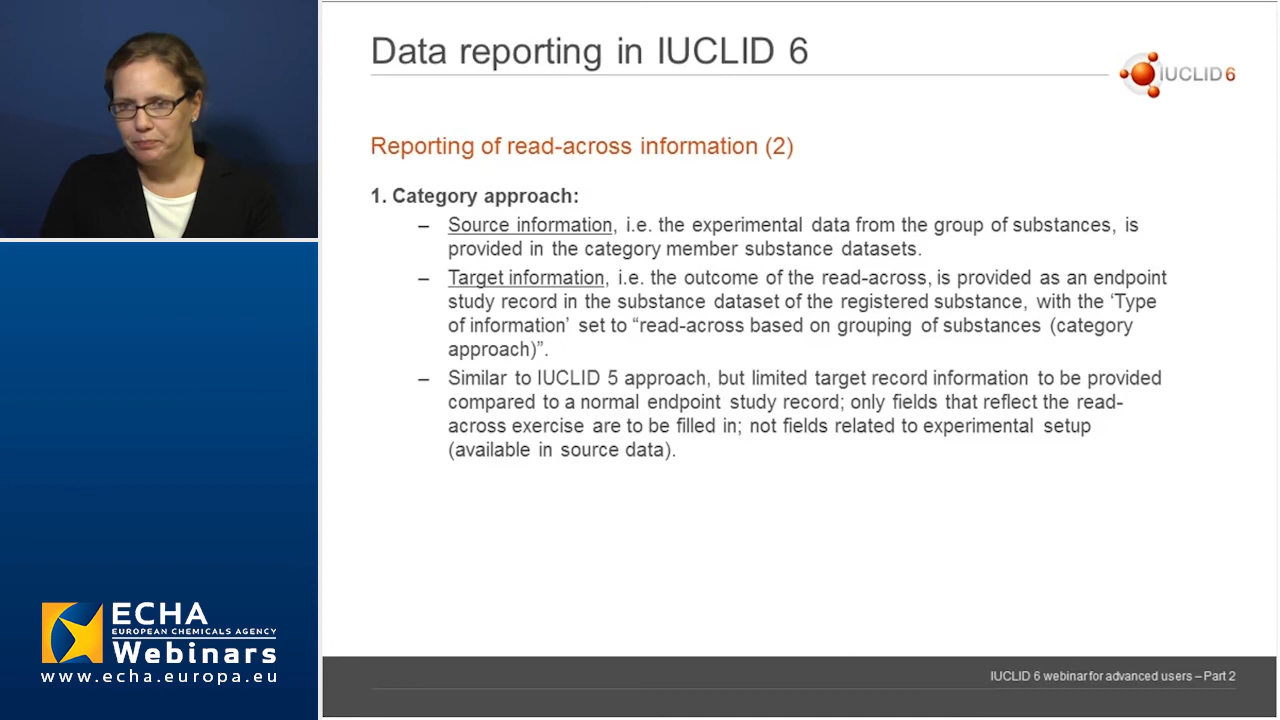 Data reporting in IUCLID 6
IUCLID 6
Reporting of read-across information (2)
1. Category approach:
– Source information, i.e. the experimental data from the group of substances, is
provided in the category member substance datasets.
– Target information, i.e. the outcome of the read-across, is provided as an endpoint
study record in the substance dataset of the registered substance, with the ‘Type
of information’ set to “read-across based on grouping of substances (category
approach)”.
– Similar to IUCLID 5 approach, but limited target record information to be provided
compared to a normal endpoint study record; only fields that reflect the read-
across exercise are to be filled in; not fields related to experimental setup
(available in source data).
ECHA
EUROPEAN CHEMICALS AGENCY
Webinars
www.echa.europa.eu
IUCLID 6 webinar for advanced users – Part 2